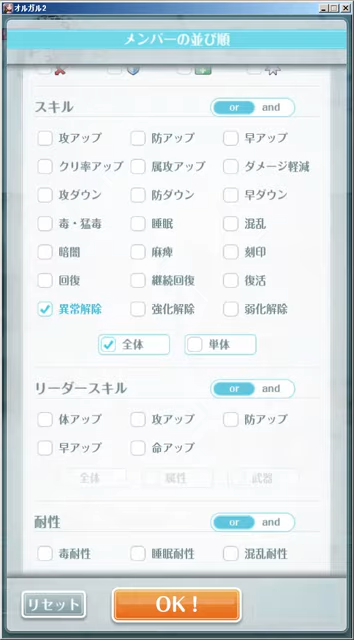 オルガル2
メンバーの並び順
スキル or and
攻アップ 防アップ 早アップ
クリ率アップ 属攻アップ ダメージ軽減
攻ダウン 防ダウン 早ダウン
毒・猛毒 睡眠 混乱
暗闇 麻痺 刻印
回復 継続回復 復活
異常解除 強化解除 弱化解除
全体 単体
リーダースキル or and
体アップ 攻アップ 防アップ
早アップ 命アップ
全体 属性 武器
耐性 or and
毒耐性 睡眠耐性 混乱耐性
リセット OK!